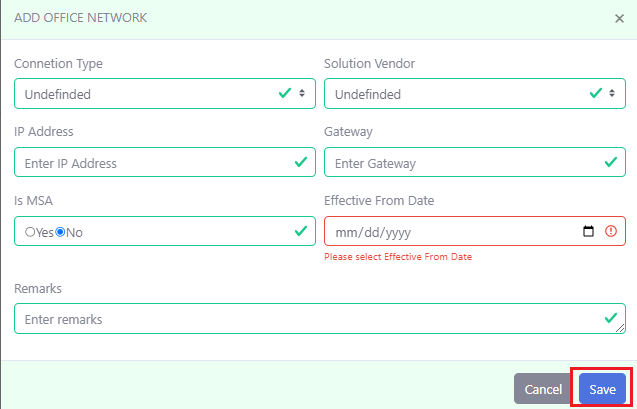 ADD OFFICE NETWORK ×
Connetion Type Solution Vendor
Undefinded Undefinded
IP Address Gateway
Enter IP Address Enter Gateway
Is MSA Effective From Date
Yes No mm/dd/yyyy
Please select Effective From Date
Remarks
Enter remarks
Cancel Save